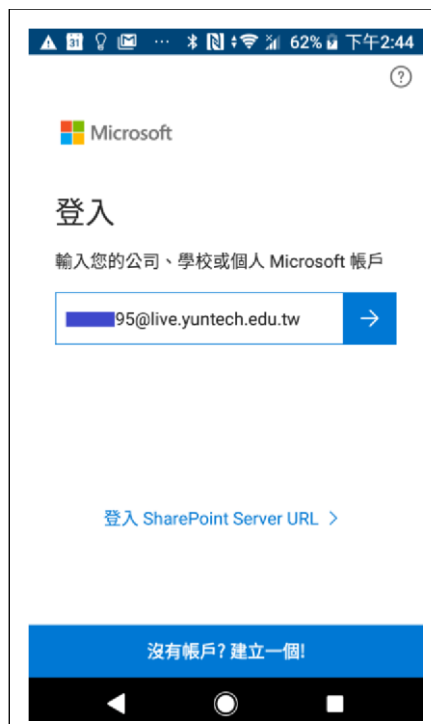 31 ... 62% 下午2:44
?
Microsoft
登入
輸入您的公司、學校或個人 Microsoft 帳戶
95@live.yuntech.edu.tw
登入 SharePoint Server URL >
沒有帳戶? 建立一個!